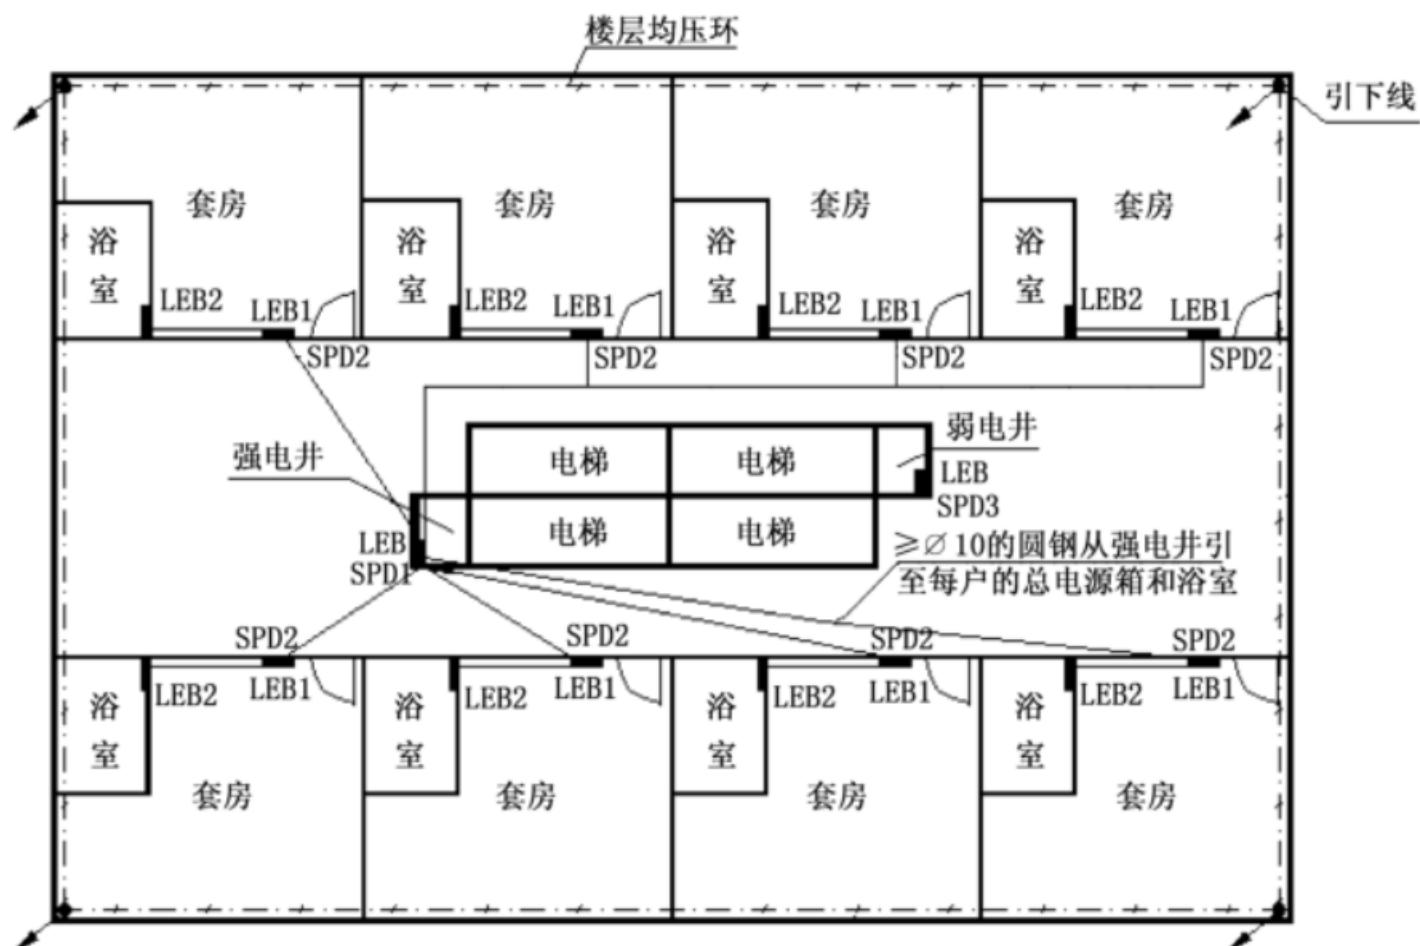 楼层均压环
引下线
套房
套房
套房
套房
浴
室
浴
室
浴
室
浴
室
LEB2
LEB1
LEB2
LEB1
LEB2
LEB1
LEB2
LEB1
SPD2
SPD2
SPD2
SPD2
强电井
电梯
电梯
弱电井
LEB
SPD3
LEB
SPD1
电梯
电梯
≥∅10的圆钢从强电井引
至每户的总电源箱和浴室
SPD2
SPD2
SPD2
SPD2
LEB2
LEB1
LEB2
LEB1
LEB2
LEB1
LEB2
LEB1
浴
室
浴
室
浴
室
浴
室
套房
套房
套房
套房